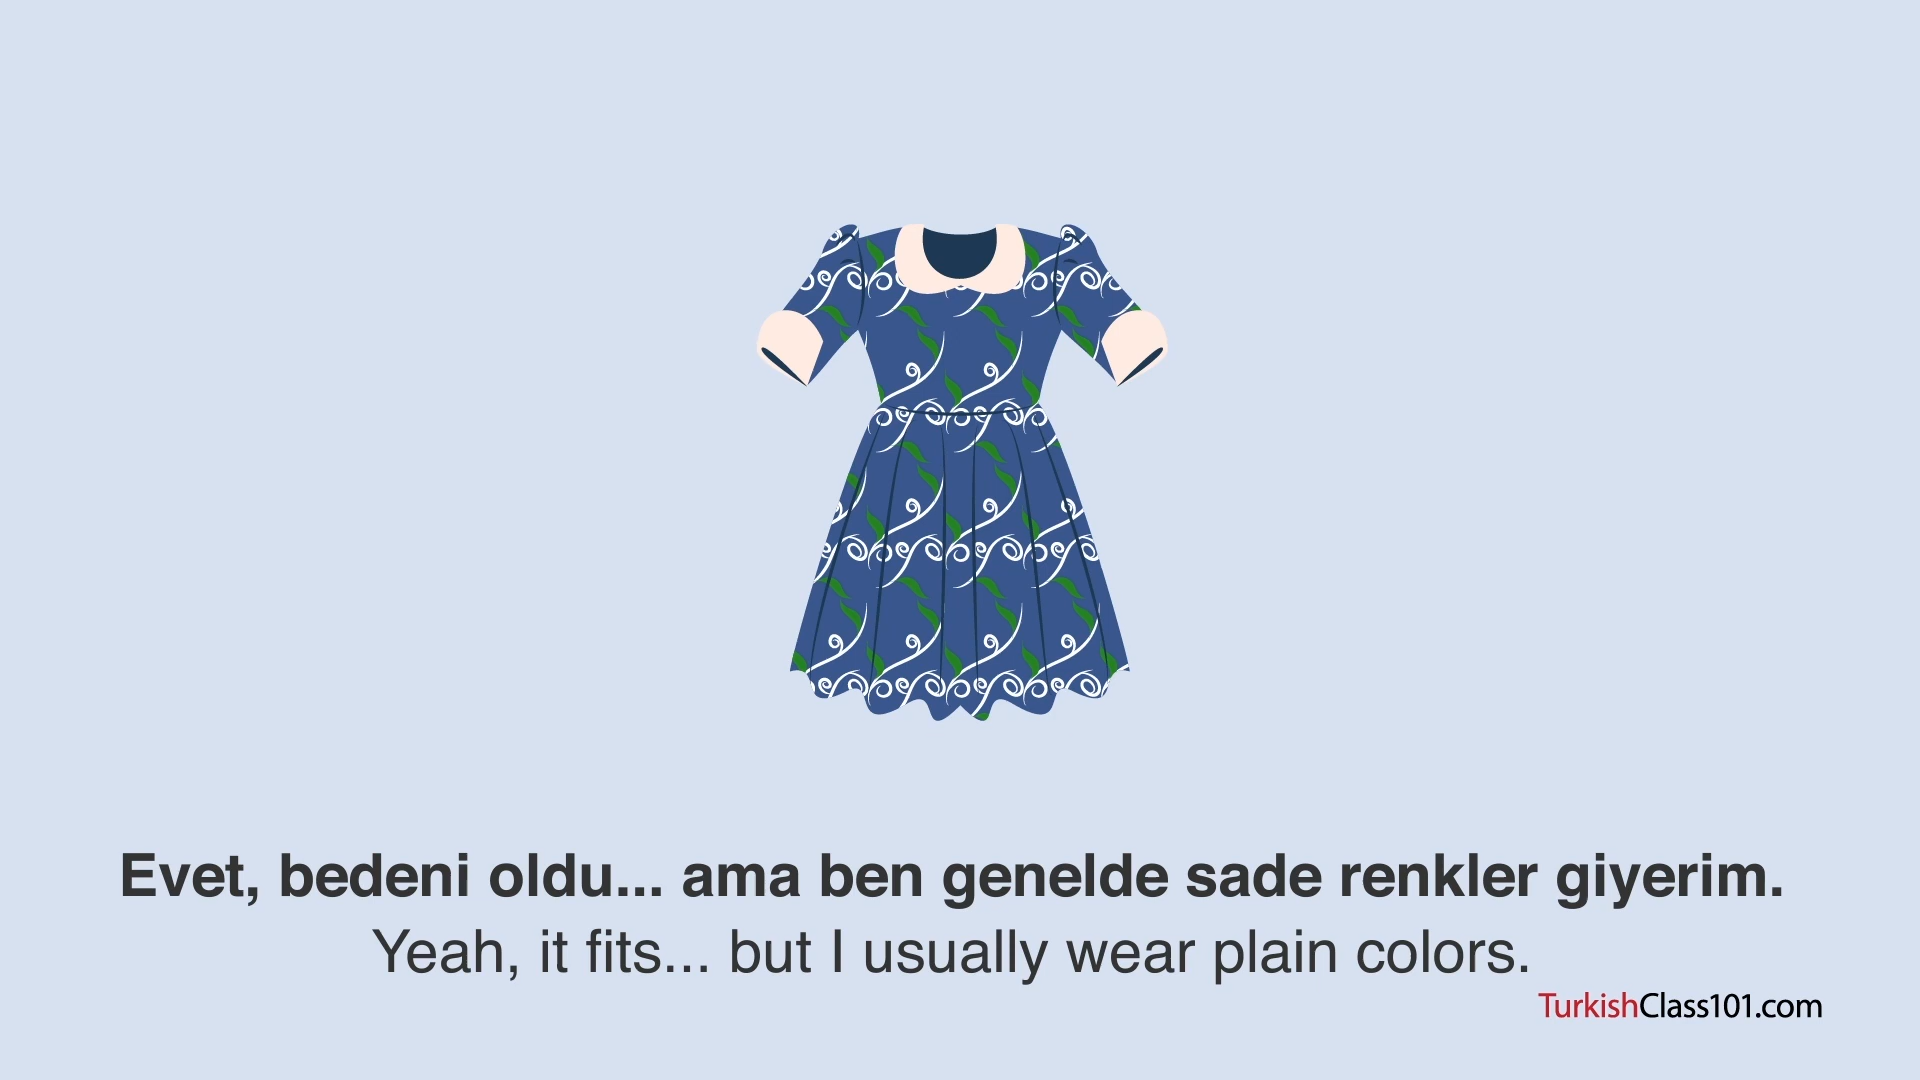 Evet, bedeni oldu... ama ben genelde sade renkler giyerim.
Yeah, it fits... but I usually wear plain colors.
TurkishClass101.com